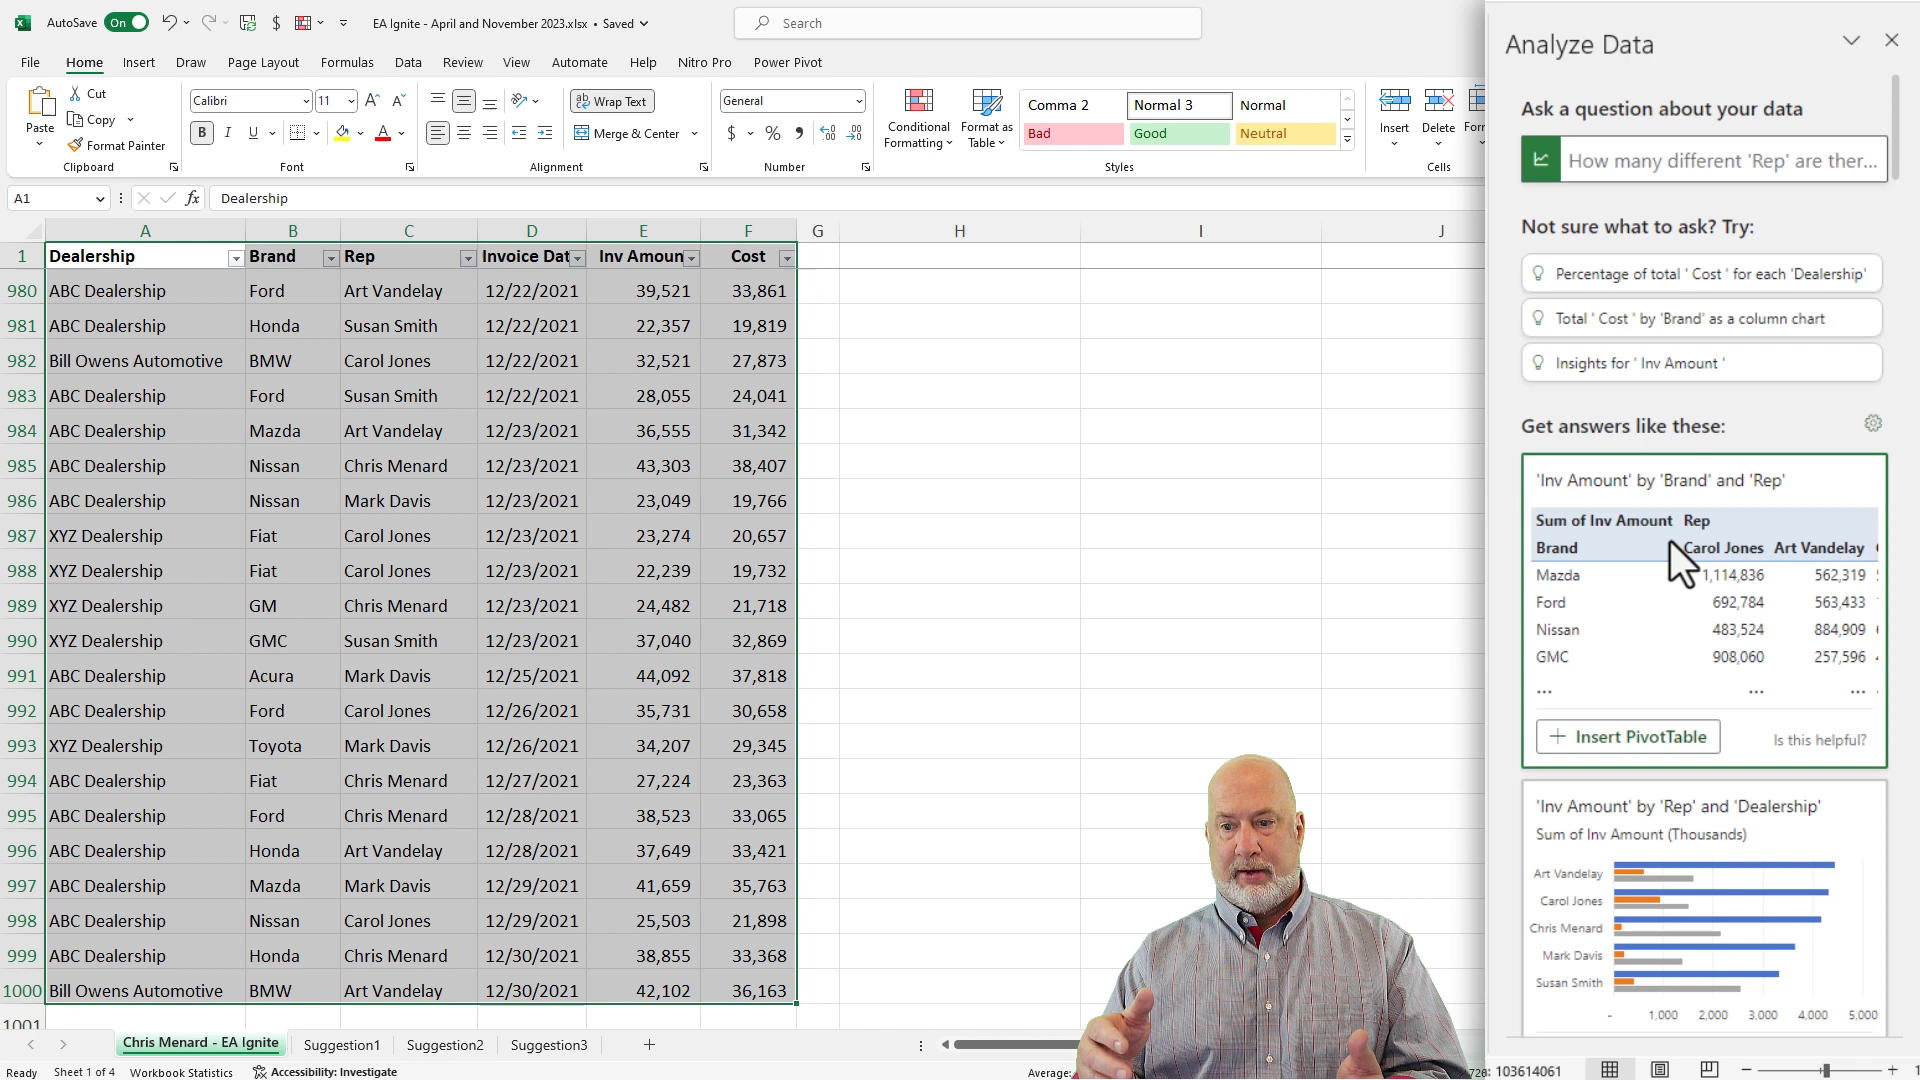 AutoSave On EA Ignite - April and November 2023.xlsx • Saved Search
File Home Insert Draw Page Layout Formulas Data Review View Automate Help Nitro Pro Power Pivot
Paste Cut Copy Format Painter
Calibri 11 B I U
Wrap Text Merge & Center
General $ % 9
Conditional Formatting Format as Table
Comma 2 Normal 3 Normal
Bad Good Neutral
Insert Delete
Clipboard Font Alignment Number Styles Cells
A1 fx Dealership
A B C D E F G H I J
1 Dealership Brand Rep Invoice Dat Inv Amoun Cost
980 ABC Dealership Ford Art Vandelay 12/22/2021 39,521 33,861
981 ABC Dealership Honda Susan Smith 12/22/2021 22,357 19,819
982 Bill Owens Automotive BMW Carol Jones 12/22/2021 32,521 27,873
983 ABC Dealership Ford Susan Smith 12/22/2021 28,055 24,041
984 ABC Dealership Mazda Art Vandelay 12/23/2021 36,555 31,342
985 ABC Dealership Nissan Chris Menard 12/23/2021 43,303 38,407
986 ABC Dealership Nissan Mark Davis 12/23/2021 23,049 19,766
987 XYZ Dealership Fiat Carol Jones 12/23/2021 23,274 20,657
988 XYZ Dealership Fiat Carol Jones 12/23/2021 22,239 19,732
989 XYZ Dealership GM Chris Menard 12/23/2021 24,482 21,718
990 XYZ Dealership GMC Susan Smith 12/23/2021 37,040 32,869
991 ABC Dealership Acura Mark Davis 12/25/2021 44,092 37,818
992 ABC Dealership Ford Carol Jones 12/26/2021 35,731 30,658
993 XYZ Dealership Toyota Mark Davis 12/26/2021 34,207 29,345
994 ABC Dealership Fiat Chris Menard 12/27/2021 27,224 23,363
995 ABC Dealership Ford Chris Menard 12/28/2021 38,523 33,065
996 ABC Dealership Honda Art Vandelay 12/28/2021 37,649 33,421
997 ABC Dealership Mazda Mark Davis 12/29/2021 41,659 35,763
998 ABC Dealership Nissan Carol Jones 12/29/2021 25,503 21,898
999 ABC Dealership Honda Chris Menard 12/30/2021 38,855 33,368
1000 Bill Owens Automotive BMW Art Vandelay 12/30/2021 42,102 36,163
1001
Chris Menard - EA Ignite Suggestion1 Suggestion2 Suggestion3
Ready Sheet 1 of 4 Workbook Statistics Accessibility: Investigate Average: 103614061
Analyze Data
Ask a question about your data
How many different 'Rep' are ther...
Not sure what to ask? Try:
Percentage of total ' Cost ' for each 'Dealership'
Total ' Cost ' by 'Brand' as a column chart
Insights for ' Inv Amount '
Get answers like these:
'Inv Amount' by 'Brand' and 'Rep'
Sum of Inv Amount Rep
Brand Carol Jones Art Vandelay
Mazda 1,114,836 562,319
Ford 692,784 563,433
Nissan 483,524 884,909
GMC 908,060 257,596
... ... ...
Insert PivotTable Is this helpful?
'Inv Amount' by 'Rep' and 'Dealership'
Sum of Inv Amount (Thousands)
Art Vandelay
Carol Jones
Chris Menard
Mark Davis
Susan Smith
- 1,000 2,000 3,000 4,000 5,000